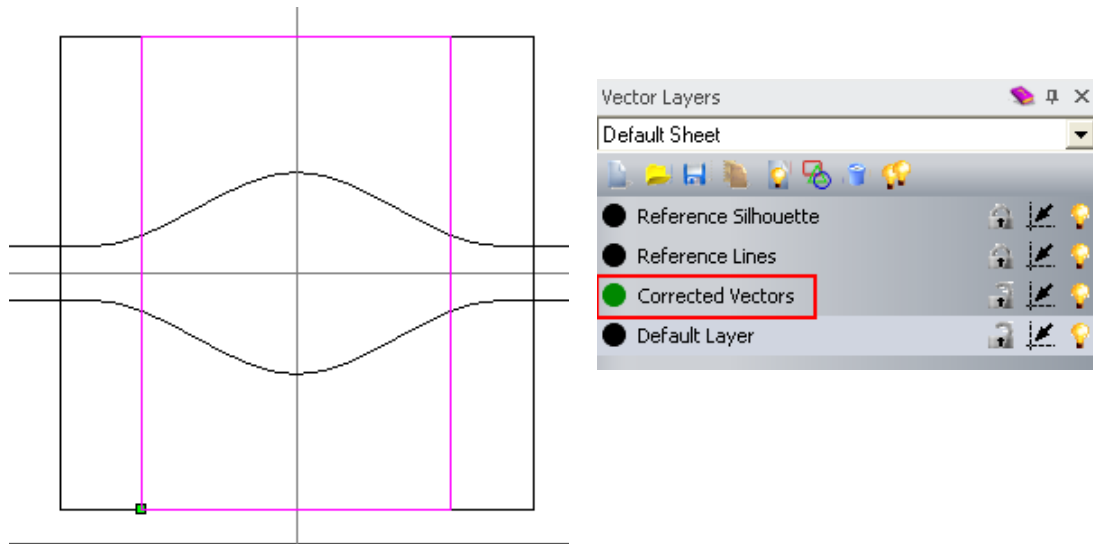 Vector Layers
Default Sheet
Reference Silhouette
Reference Lines
Corrected Vectors
Default Layer